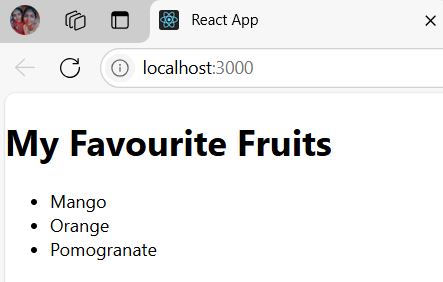 React App
localhost:3000
My Favourite Fruits
Mango
Orange
Pomogranate